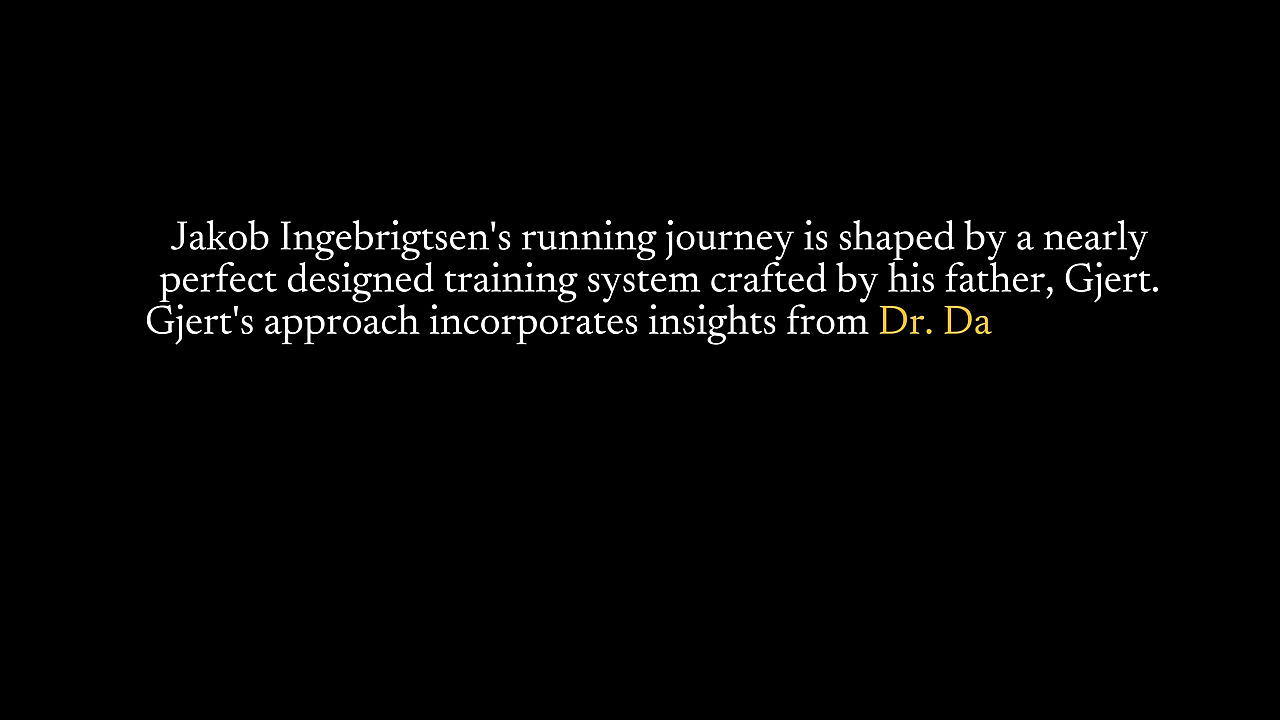 Jakob Ingebrigtsen's running journey is shaped by a nearly
perfect designed training system crafted by his father, Gjert.
Gjert's approach incorporates insights from Dr. Da